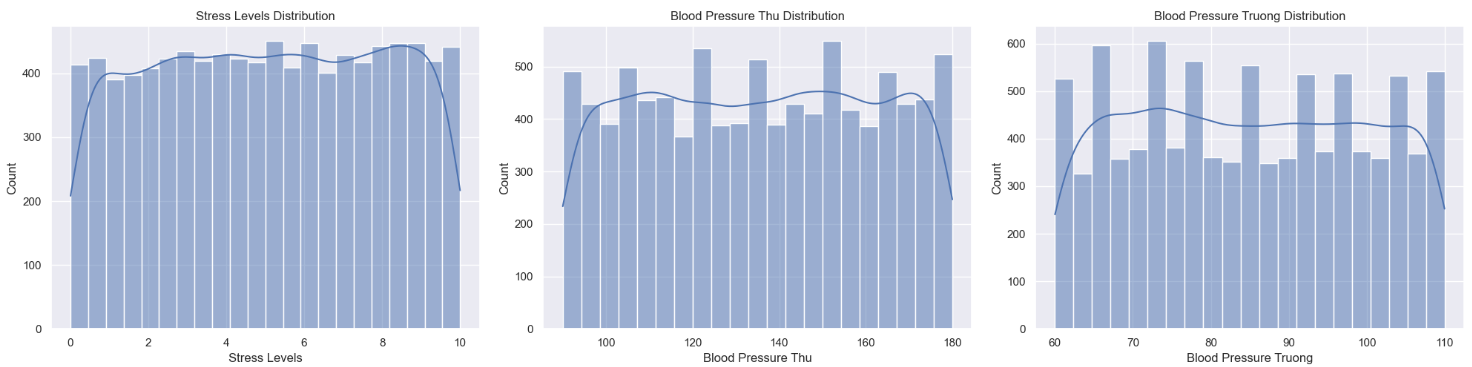 Stress Levels Distribution
Count
400
300
200
100
0
0 2 4 6 8 10
Stress Levels
Blood Pressure Thu Distribution
Count
500
400
300
200
100
0
100 120 140 160 180
Blood Pressure Thu
Blood Pressure Truong Distribution
Count
600
500
400
300
200
100
0
60 70 80 90 100 110
Blood Pressure Truong